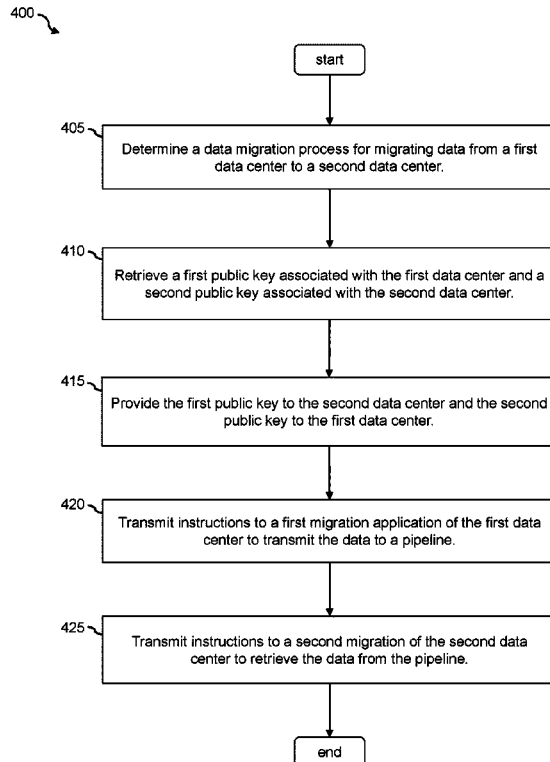 400
start
405
Determine a data migration process for migrating data from a first
data center to a second data center.
410
Retrieve a first public key associated with the first data center and a
second public key associated with the second data center.
415
Provide the first public key to the second data center and the second
public key to the first data center.
420
Transmit instructions to a first migration application of the first data
center to transmit the data to a pipeline.
425
Transmit instructions to a second migration of the second data
center to retrieve the data from the pipeline.
end